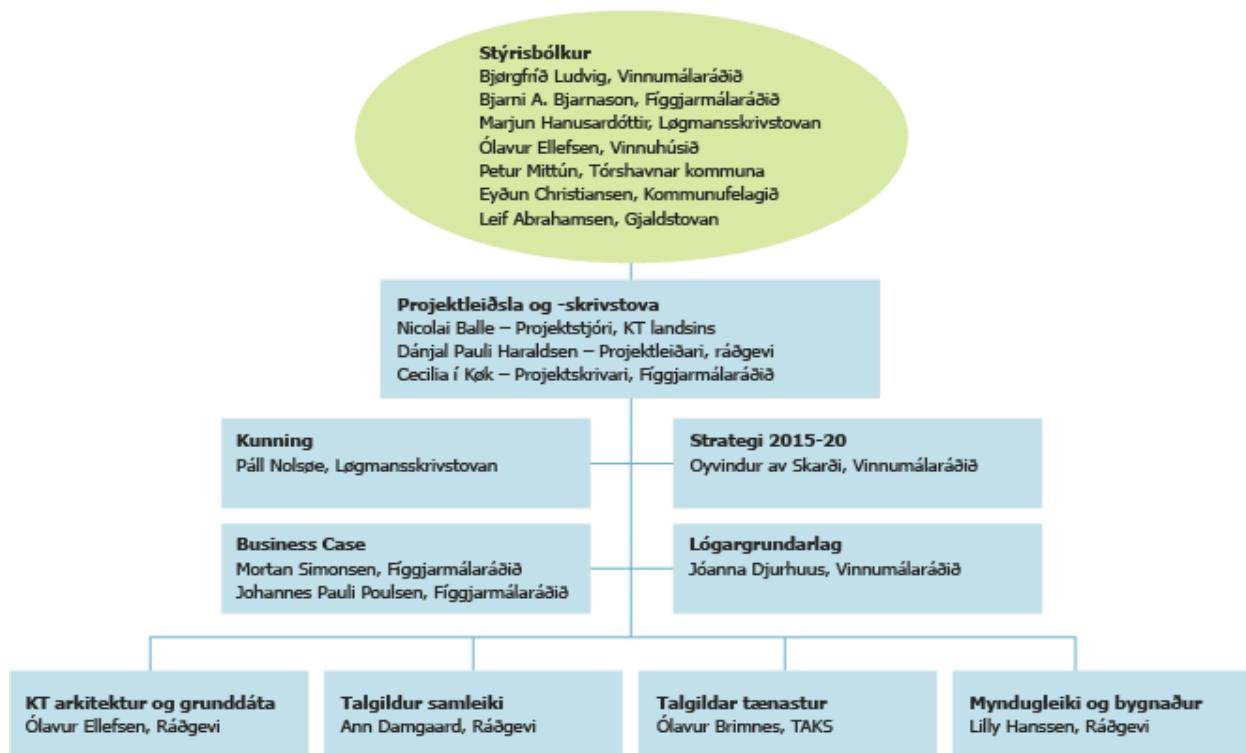 Stýrisbólkur
Bjørgfríð Ludvig, Vinnumálaráðið
Bjarni A. Bjarnason, Fíggjarmálaráðið
Marjun Hanusardóttir, Løgmansskrivstovan
Ólavur Ellefsen, Vinnuhúsið
Petur Mittún, Tórshavnar kommuna
Eyðun Christiansen, Kommunufelagið
Leif Abrahamsen, Gjaldstovan
Projektleiðsla og -skrivstova
Nicolai Balle – Projektstjóri, KT landsins
Dánjal Pauli Haraldsen – Projektleiðari, ráðgevi
Cecilia í Køk – Projektskrivari, Fíggjarmálaráðið
Kunning
Páll Nolsøe, Løgmansskrivstovan
Strategi 2015-20
Oyvindur av Skarði, Vinnumálaráðið
Business Case
Mortan Simonsen, Fíggjarmálaráðið
Johannes Pauli Poulsen, Fíggjarmálaráðið
Lógargrundarlag
Jóanna Djurhuus, Vinnumálaráðið
KT arkitektur og grunddáta
Ólavur Ellefsen, Ráðgevi
Talgildur samleiki
Ann Damgaard, Ráðgevi
Talgildar tænastur
Ólavur Brimnes, TAKS
Myndugleiki og bygnaður
Lilly Hanssen, Ráðgevi